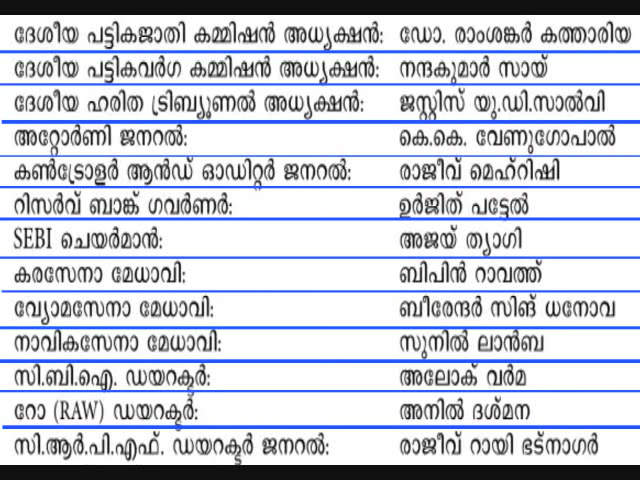 ദേശീയ പട്ടികജാതി കമ്മിഷൻ അധ്യക്ഷൻ: ഡോ. രാംശങ്കർ കത്താരിയ
ദേശീയ പട്ടികവർഗ കമ്മിഷൻ അധ്യക്ഷൻ: നന്ദകുമാർ സായ്
ദേശീയ ഹരിത ട്രിബ്യൂണൽ അധ്യക്ഷൻ: ജസ്റ്റിസ് യു.ഡി.സാൽവി
അറ്റോർണി ജനറൽ: കെ.കെ. വേണുഗോപാൽ
കൺട്രോളർ ആൻഡ് ഓഡിറ്റർ ജനറൽ: രാജീവ് മെഹ്റിഷി
റിസർവ് ബാങ്ക് ഗവർണർ: ഉർജിത് പട്ടേൽ
SEBI ചെയർമാൻ: അജയ് ത്യാഗി
കരസേനാ മേധാവി: ബിപിൻ റാവത്ത്
വ്യോമസേനാ മേധാവി: ബീരേന്ദർ സിങ് ധനോവ
നാവികസേനാ മേധാവി: സുനിൽ ലാൻബ
സി.ബി.ഐ. ഡയറക്ടർ: അലോക് വർമ
റോ (RAW) ഡയറക്ടർ: അനിൽ ദശ്മന
സി.ആർ.പി.എഫ്. ഡയറക്ടർ ജനറൽ: രാജീവ് റായി ഭട്നാഗർ